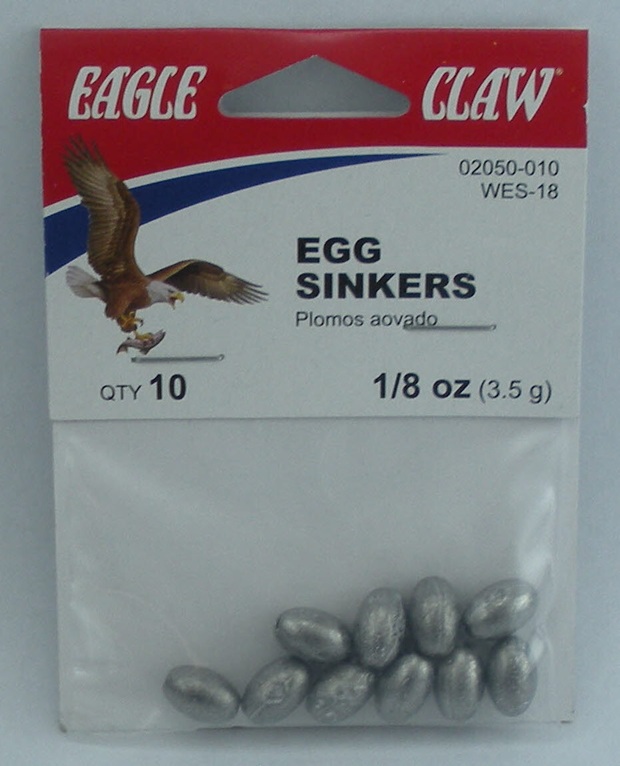 EAGLE CLAW®
02050-010
WES-18
EGG
SINKERS
Plomos aovado
QTY 10
1/8 oz (3.5 g)